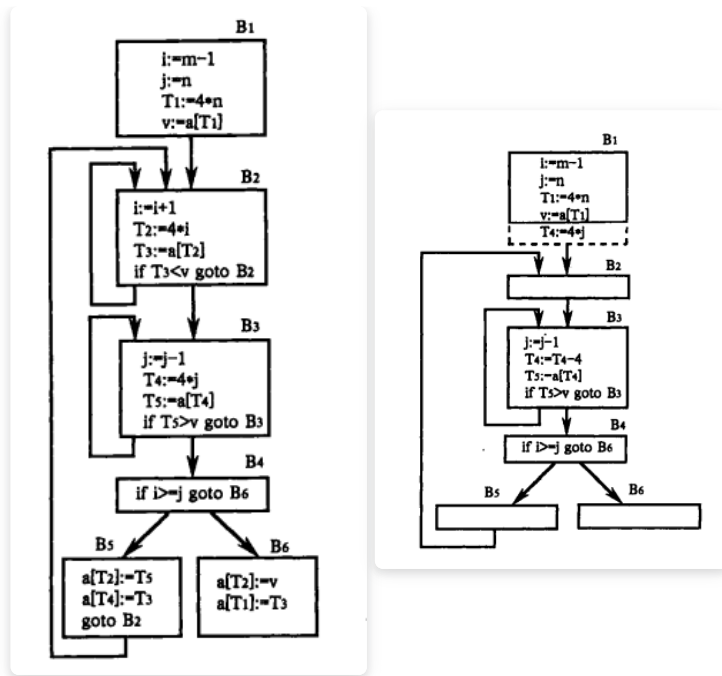 B1
i:=m-1
j:=n
T1:=4*n
v:=a[T1]
B2
i:=i+1
T2:=4*i
T3:=a[T2]
if T3<v goto B2
B3
j:=j-1
T4:=4*j
T5:=a[T4]
if T5>v goto B3
B4
if i>=j goto B6
B5
a[T2]:=T5
a[T4]:=T3
goto B2
B6
a[T2]:=v
a[T1]:=T3
B1
i:=m-1
j:=n
T1:=4*n
v:=a[T1]
T4:=4*j
B2
B3
j:=j-1
T4:=T4-4
T5:=a[T4]
if T5>v goto B3
B4
if i>=j goto B6
B5
B6